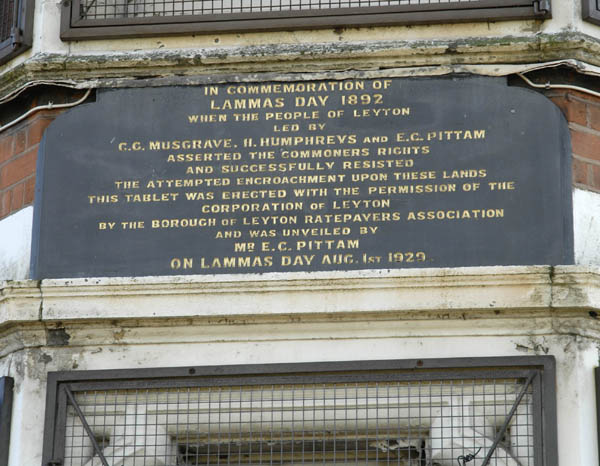 IN COMMEMORATION OF
LAMMAS DAY 1892
WHEN THE PEOPLE OF LEYTON
LED BY
G.G. MUSGRAVE, H. HUMPHREYS AND E.C. PITTAM
ASSERTED THE COMMONERS RIGHTS
AND SUCCESSFULLY RESISTED
THE ATTEMPTED ENCROACHMENT UPON THESE LANDS
THIS TABLET WAS ERECTED WITH THE PERMISSION OF THE
CORPORATION OF LEYTON
BY THE BOROUGH OF LEYTON RATEPAYERS ASSOCIATION
AND WAS UNVEILED BY
MR E.C. PITTAM
ON LAMMAS DAY AUG. 1ST 1929.